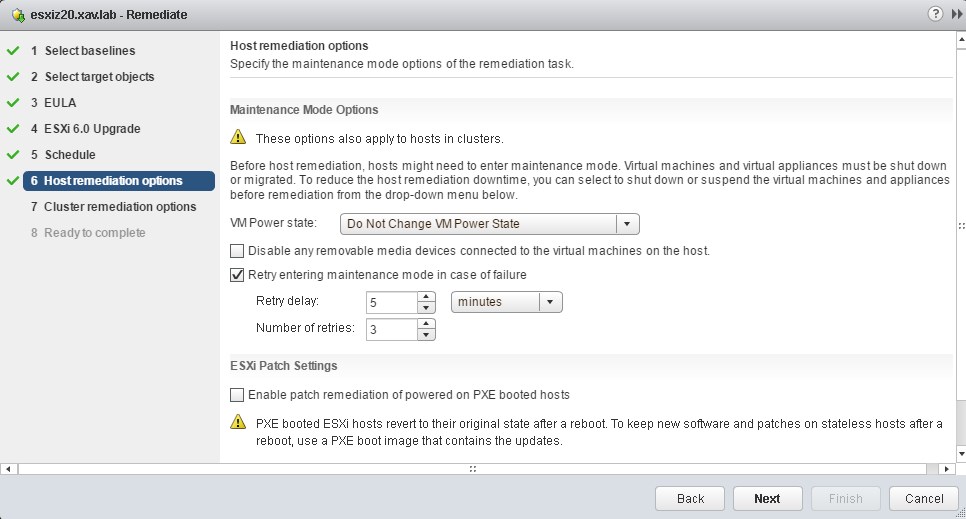 esxiz20.xav.lab - Remediate
?
1 Select baselines
2 Select target objects
3 EULA
4 ESXi 6.0 Upgrade
5 Schedule
6 Host remediation options
7 Cluster remediation options
8 Ready to complete
Host remediation options
Specify the maintenance mode options of the remediation task.
Maintenance Mode Options
These options also apply to hosts in clusters.
Before host remediation, hosts might need to enter maintenance mode. Virtual machines and virtual appliances must be shut down
or migrated. To reduce the host remediation downtime, you can select to shut down or suspend the virtual machines and appliances
before remediation from the drop-down menu below.
VM Power state: Do Not Change VM Power State
Disable any removable media devices connected to the virtual machines on the host.
Retry entering maintenance mode in case of failure
Retry delay: 5 minutes
Number of retries: 3
ESXi Patch Settings
Enable patch remediation of powered on PXE booted hosts
PXE booted ESXi hosts revert to their original state after a reboot. To keep new software and patches on stateless hosts after a
reboot, use a PXE boot image that contains the updates.
Back Next Finish Cancel